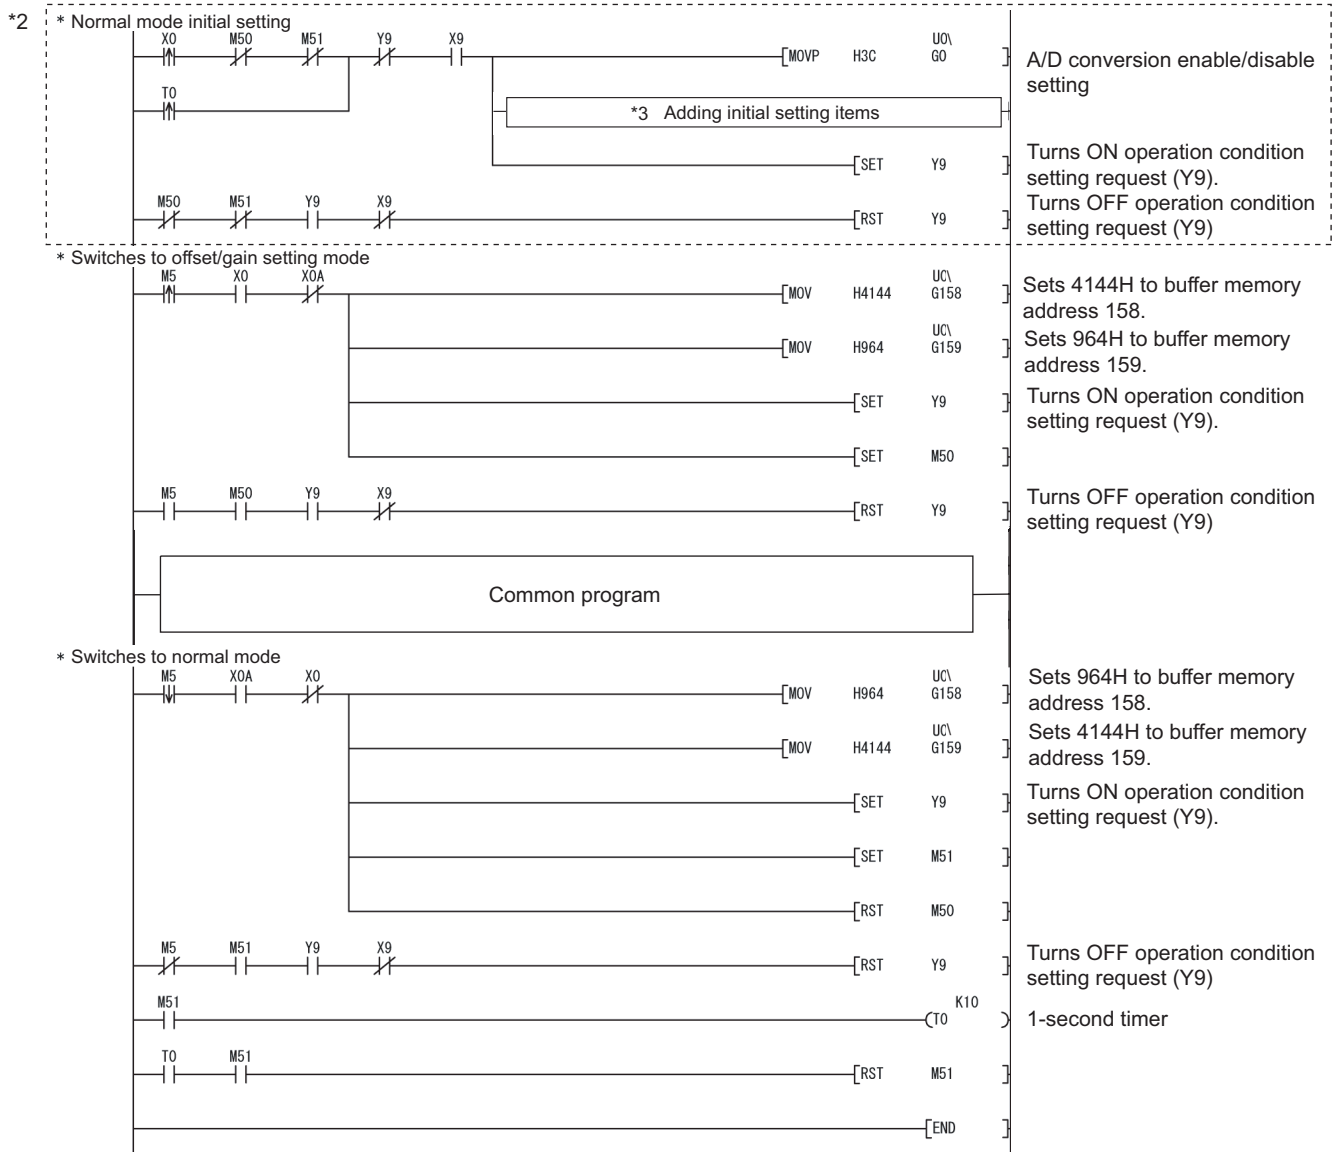 *2
* Normal mode initial setting
X0 M50 M51 Y9 X9 U0\
[MOVP H3C G0 ]
A/D conversion enable/disable
setting
T0
*3 Adding initial setting items
[SET Y9 ]
Turns ON operation condition
setting request (Y9).
M50 M51 Y9 X9
[RST Y9 ]
Turns OFF operation condition
setting request (Y9)
* Switches to offset/gain setting mode
M5 X0 X0A U0\
[MOV H4144 G158 ]
Sets 4144H to buffer memory
address 158.
U0\
[MOV H964 G159 ]
Sets 964H to buffer memory
address 159.
[SET Y9 ]
Turns ON operation condition
setting request (Y9).
[SET M50 ]
M5 M50 Y9 X9
[RST Y9 ]
Turns OFF operation condition
setting request (Y9)
Common program
* Switches to normal mode
M5 X0A X0 U0\
[MOV H964 G158 ]
Sets 964H to buffer memory
address 158.
U0\
[MOV H4144 G159 ]
Sets 4144H to buffer memory
address 159.
[SET Y9 ]
Turns ON operation condition
setting request (Y9).
[SET M51 ]
[RST M50 ]
M5 M51 Y9 X9
[RST Y9 ]
Turns OFF operation condition
setting request (Y9)
M51 K10
(T0 )
1-second timer
T0 M51
[RST M51 ]
[END ]